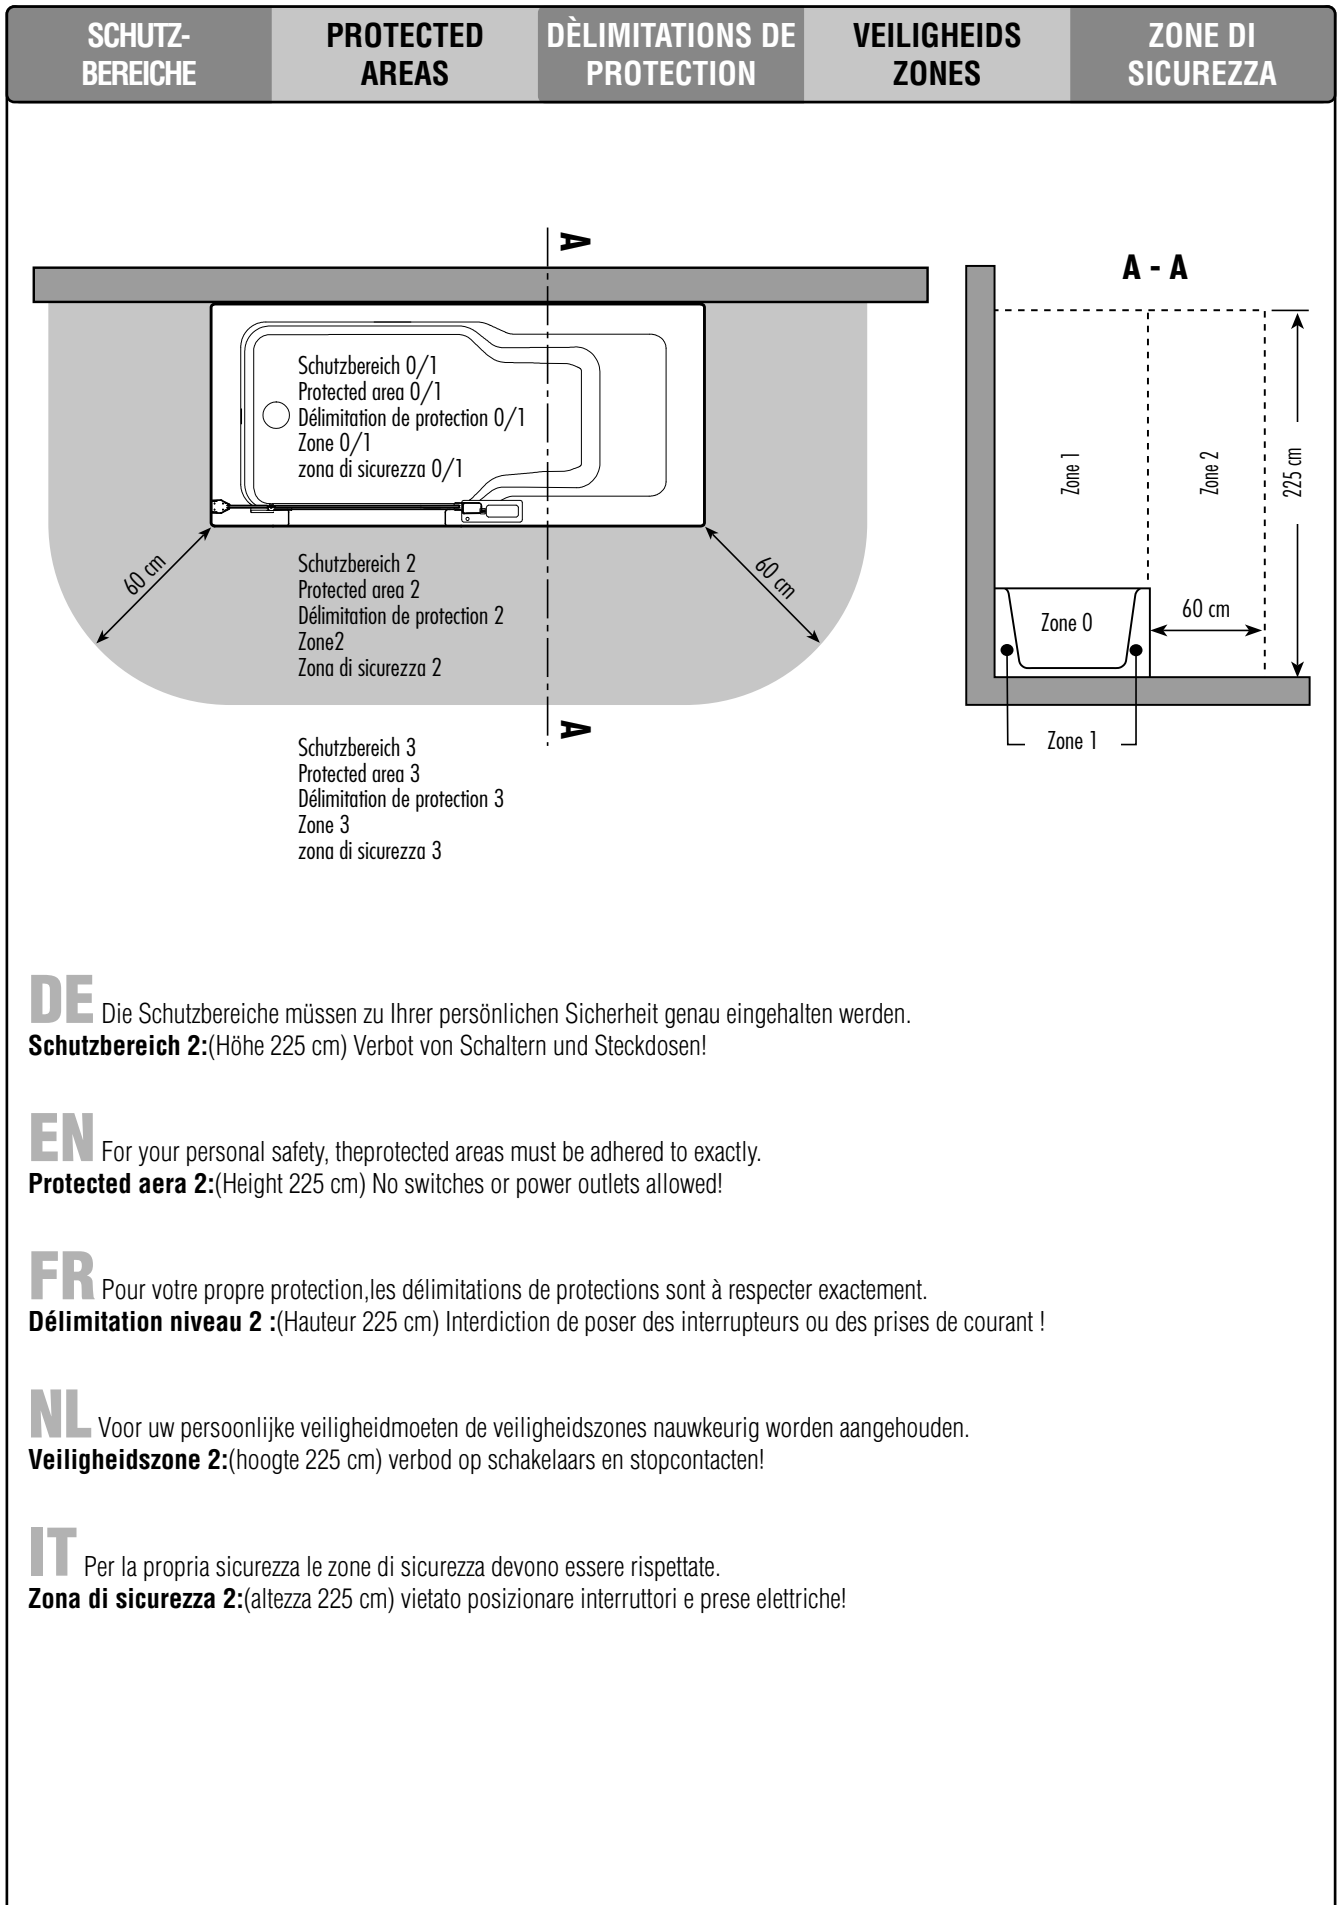 SCHUTZ-
BEREICHE
PROTECTED
AREAS
DÈLIMITATIONS DE
PROTECTION
VEILIGHEIDS
ZONES
ZONE DI
SICUREZZA
A
Schutzbereich 0/1
Protected area 0/1
Délimitation de protection 0/1
Zone 0/1
zona di sicurezza 0/1
60 cm
60 cm
Schutzbereich 2
Protected area 2
Délimitation de protection 2
Zone2
Zona di sicurezza 2
A
Schutzbereich 3
Protected area 3
Délimitation de protection 3
Zone 3
zona di sicurezza 3
A - A
Zone 1
Zone 2
225 cm
Zone 0
60 cm
Zone 1
DE Die Schutzbereiche müssen zu Ihrer persönlichen Sicherheit genau eingehalten werden.
Schutzbereich 2:(Höhe 225 cm) Verbot von Schaltern und Steckdosen!
EN For your personal safety, theprotected areas must be adhered to exactly.
Protected aera 2:(Height 225 cm) No switches or power outlets allowed!
FR Pour votre propre protection,les délimitations de protections sont à respecter exactement.
Délimitation niveau 2 :(Hauteur 225 cm) Interdiction de poser des interrupteurs ou des prises de courant !
NL Voor uw persoonlijke veiligheidmoeten de veiligheidszones nauwkeurig worden aangehouden.
Veiligheidszone 2:(hoogte 225 cm) verbod op schakelaars en stopcontacten!
IT Per la propria sicurezza le zone di sicurezza devono essere rispettate.
Zona di sicurezza 2:(altezza 225 cm) vietato posizionare interruttori e prese elettriche!